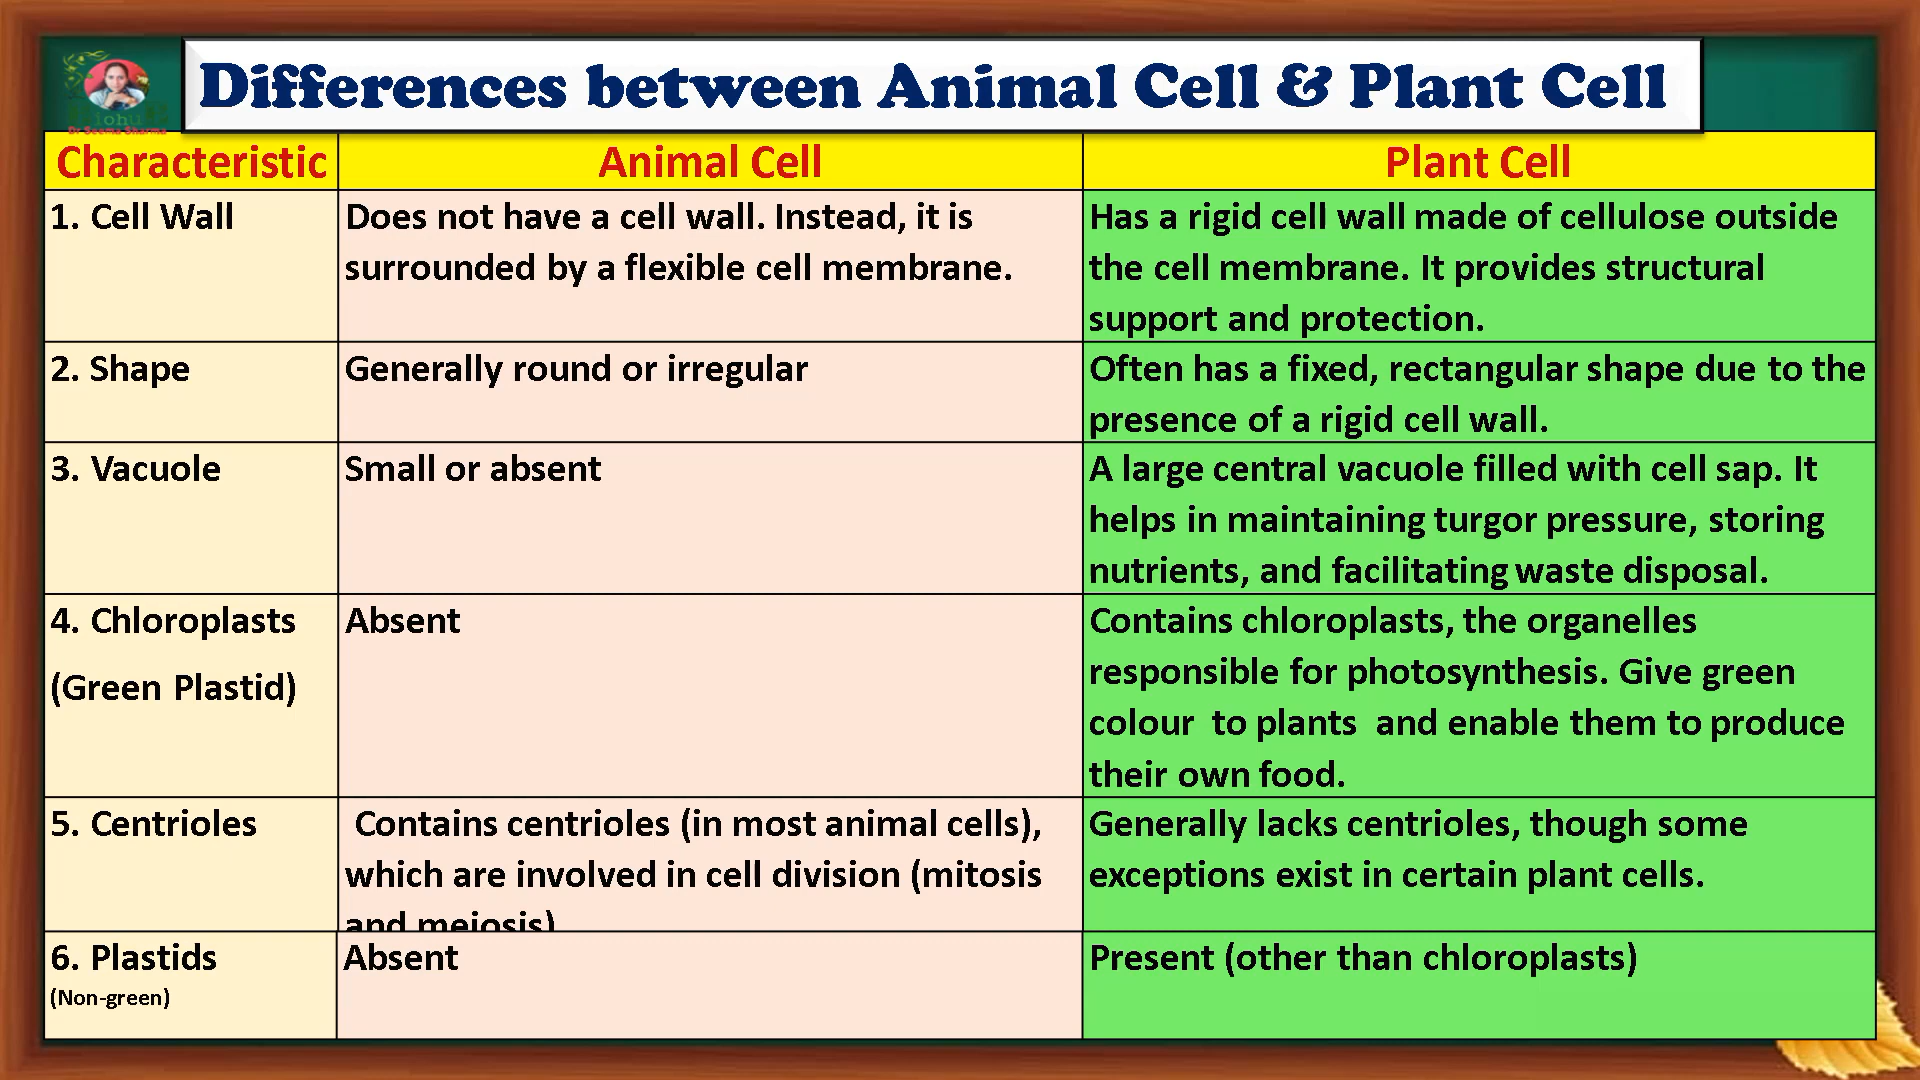 Differences between Animal Cell & Plant Cell
iohu
Dr Seema Sharma
Characteristic
Animal Cell
Plant Cell
1. Cell Wall
Does not have a cell wall. Instead, it is
surrounded by a flexible cell membrane.
Has a rigid cell wall made of cellulose outside
the cell membrane. It provides structural
support and protection.
2. Shape
Generally round or irregular
Often has a fixed, rectangular shape due to the
presence of a rigid cell wall.
3. Vacuole
Small or absent
A large central vacuole filled with cell sap. It
helps in maintaining turgor pressure, storing
nutrients, and facilitating waste disposal.
4. Chloroplasts
(Green Plastid)
Absent
Contains chloroplasts, the organelles
responsible for photosynthesis. Give green
colour to plants and enable them to produce
their own food.
5. Centrioles
Contains centrioles (in most animal cells),
which are involved in cell division (mitosis
and meiosis)
Generally lacks centrioles, though some
exceptions exist in certain plant cells.
6. Plastids
(Non-green)
Absent
Present (other than chloroplasts)